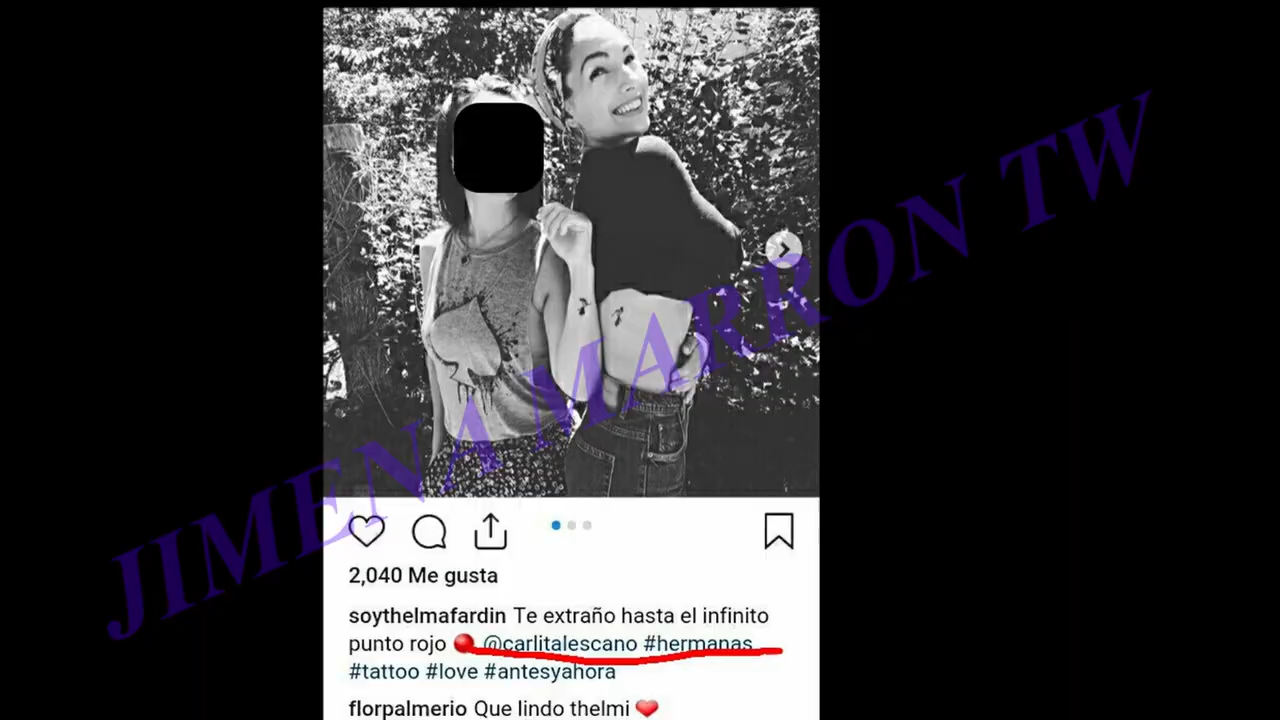 JIMENA MARRON TW
2,040 Me gusta
soythelmafardin Te extraño hasta el infinito
punto rojo 🔴 @carlitalescano #hermanas
#tattoo #love #antesyahora
florpalmerio Que lindo thelmi ❤️